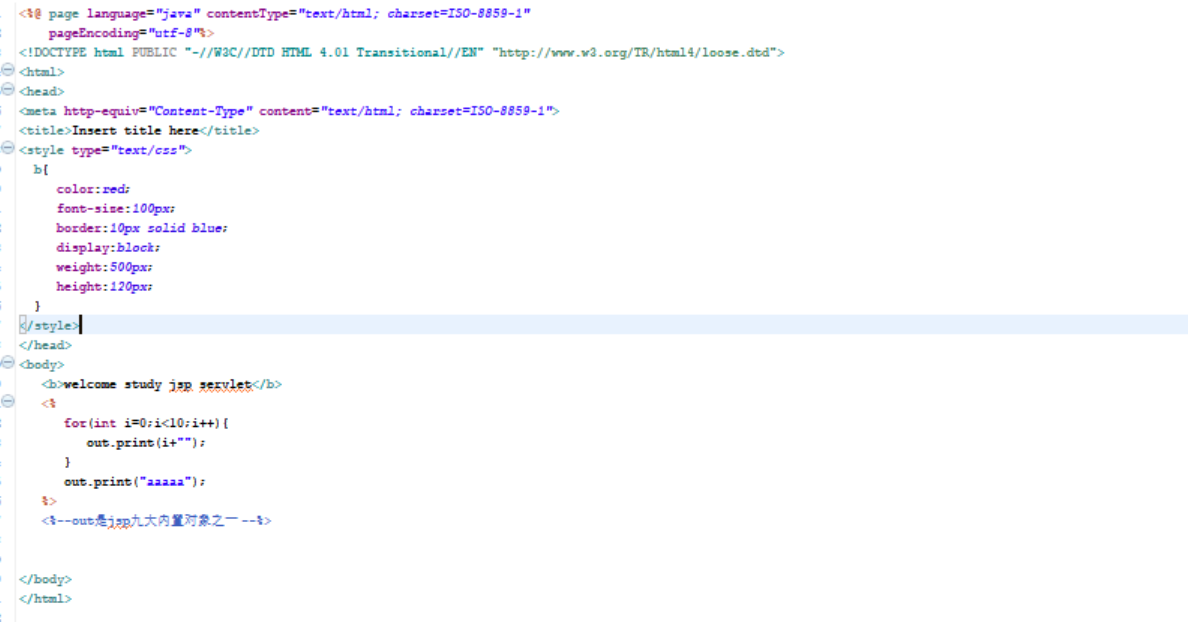 <%@ page language="java" contentType="text/html; charset=ISO-8859-1"
pageEncoding="utf-8"%>
<!DOCTYPE html PUBLIC "-//W3C//DTD HTML 4.01 Transitional//EN" "http://www.w3.org/TR/html4/loose.dtd">
<html>
<head>
<meta http-equiv="Content-Type" content="text/html; charset=ISO-8859-1">
<title>Insert title here</title>
<style type="text/css">
b{
color:red;
font-size:100px;
border:10px solid blue;
display:block;
weight:500px;
height:120px;
}
</style>
</head>
<body>
<b>welcome study jsp servlet</b>
<%
for(int i=0;i<10;i++){
out.print(i+"");
}
out.print("aaaaa");
%>
<%--out是jsp九大内置对象之一 --%>
</body>
</html>